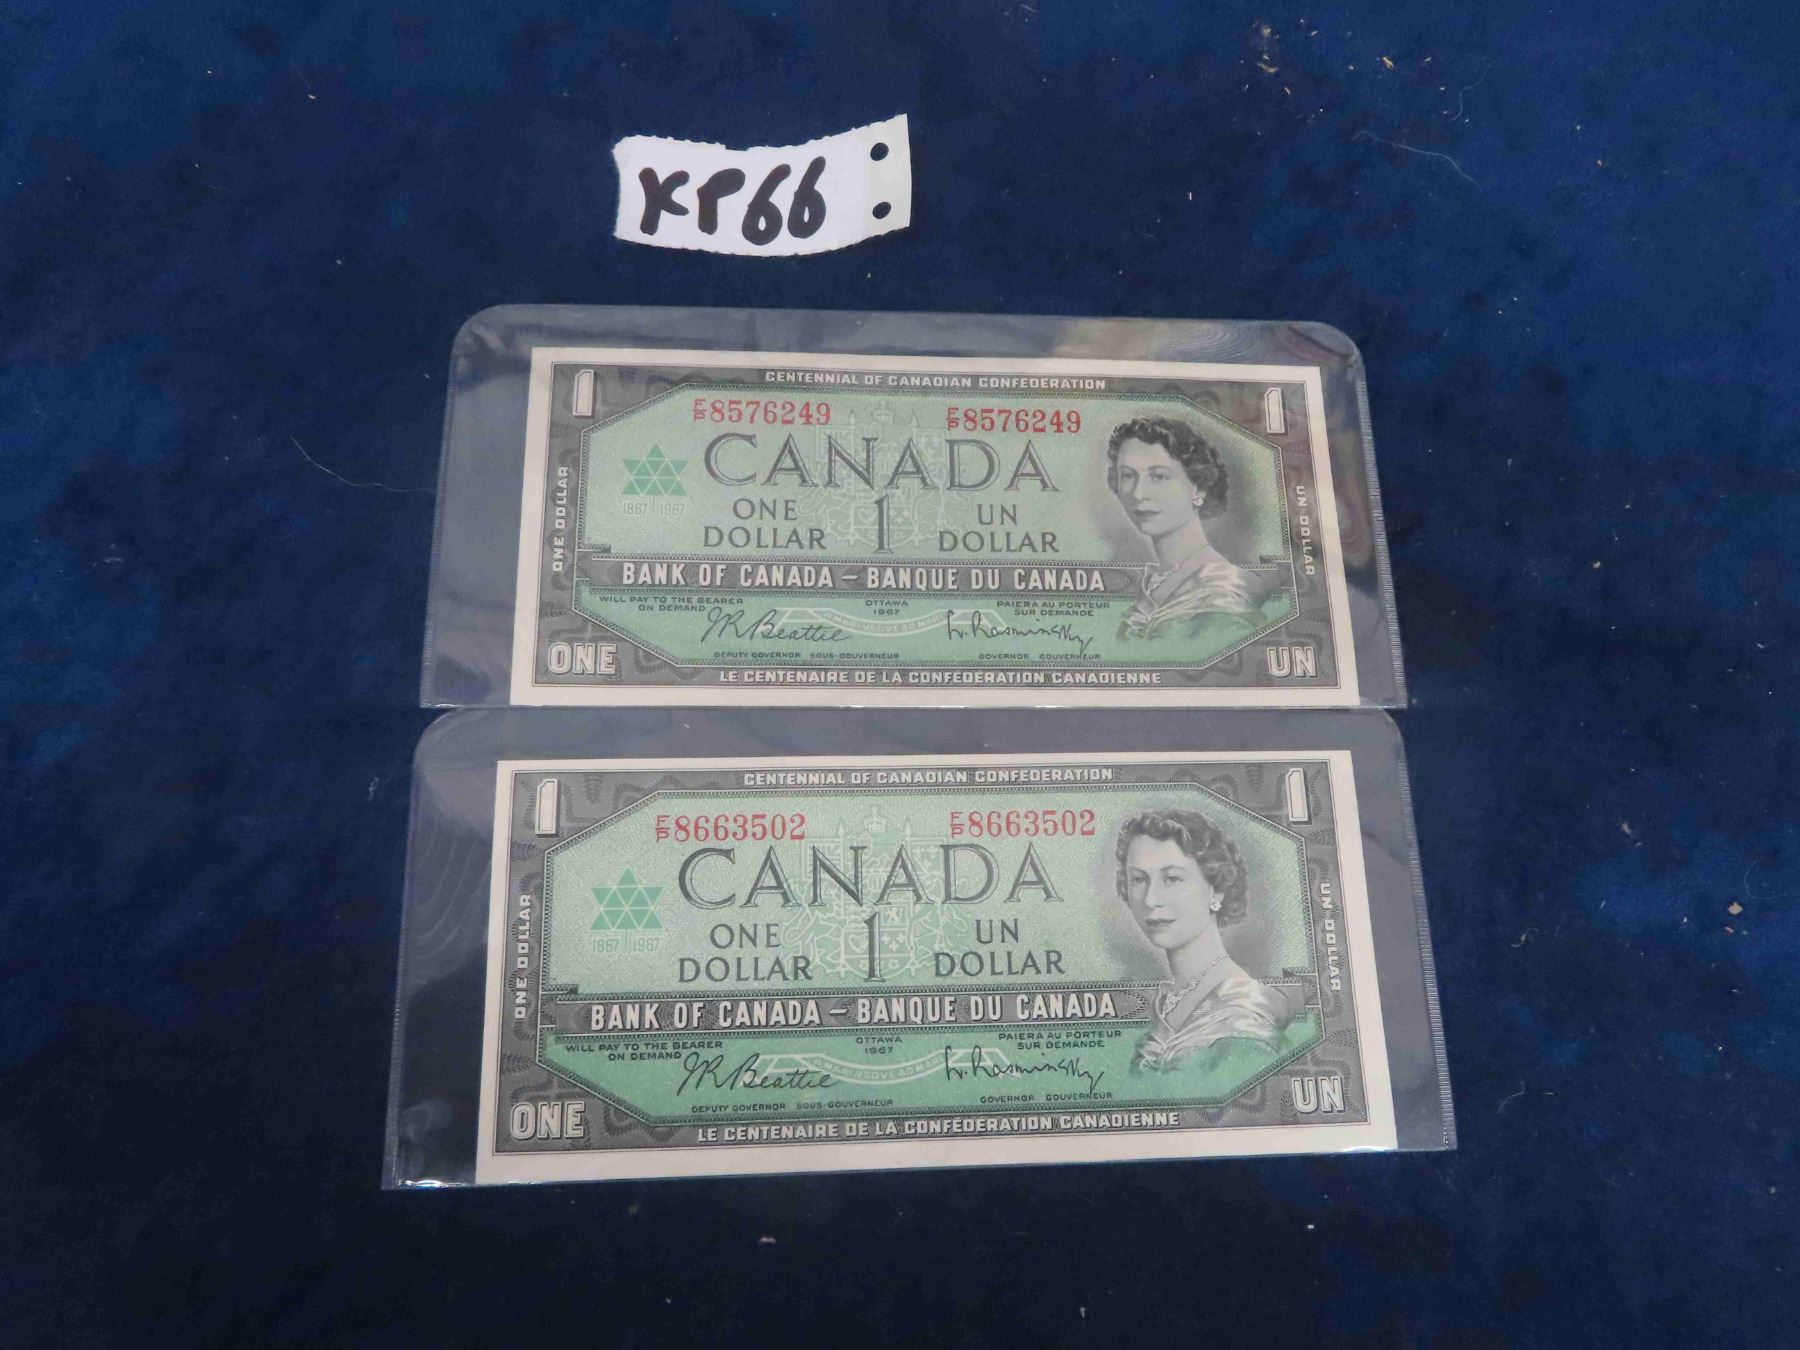 KP66
CENTENNIAL OF CANADIAN CONFEDERATION
1 1
F/P 8576249 F/P 8576249
CANADA
1867 1967
ONE DOLLAR
ONE 1 UN
DOLLAR DOLLAR
UN DOLLAR
BANK OF CANADA – BANQUE DU CANADA
WILL PAY TO THE BEARER OTTAWA PAIERA AU PORTEUR
ON DEMAND 1967 SUR DEMANDE
JRBeattie L. Rasminsky
DEPUTY GOVERNOR SOUS-GOUVERNEUR GOVERNOR GOUVERNEUR
ONE UN
LE CENTENAIRE DE LA CONFÉDÉRATION CANADIENNE
CENTENNIAL OF CANADIAN CONFEDERATION
1 1
F/P 8663502 F/P 8663502
CANADA
1867 1967
ONE DOLLAR
ONE 1 UN
DOLLAR DOLLAR
UN DOLLAR
BANK OF CANADA – BANQUE DU CANADA
WILL PAY TO THE BEARER OTTAWA PAIERA AU PORTEUR
ON DEMAND 1967 SUR DEMANDE
JRBeattie L. Rasminsky
DEPUTY GOVERNOR SOUS-GOUVERNEUR GOVERNOR GOUVERNEUR
ONE UN
LE CENTENAIRE DE LA CONFÉDÉRATION CANADIENNE